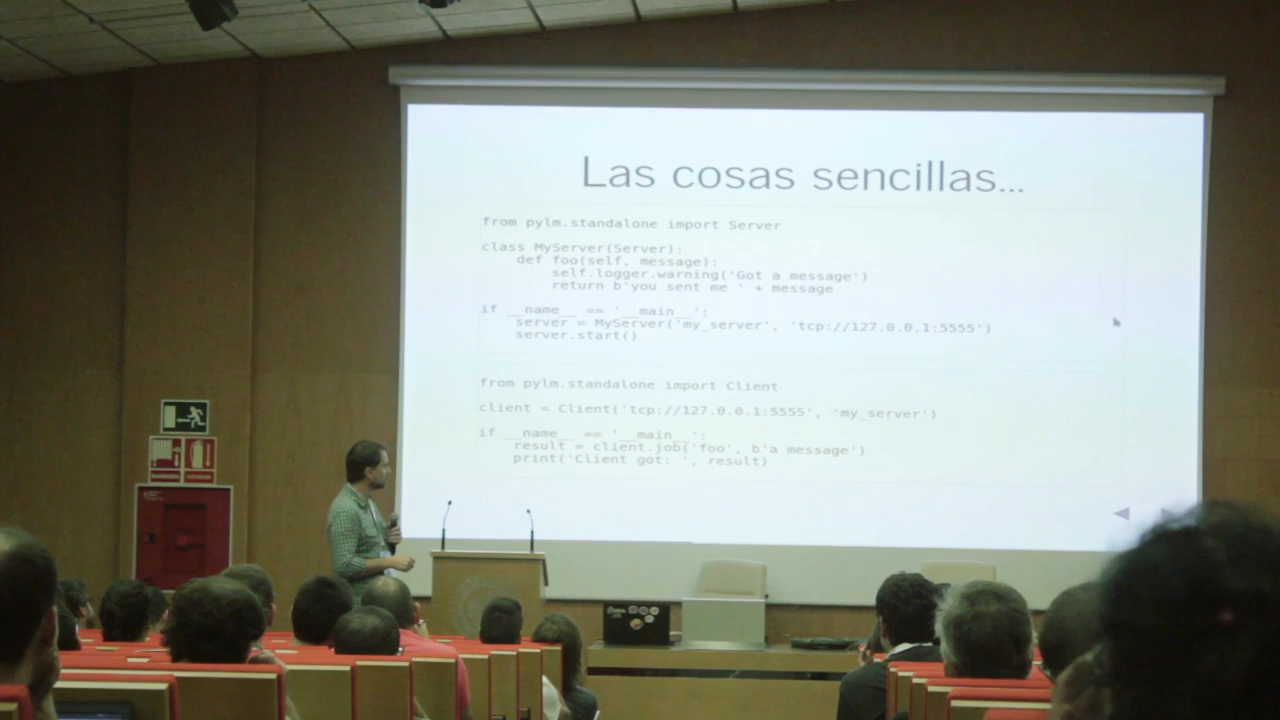 Las cosas sencillas...
from pylm.standalone import Server
class MyServer(Server):
def foo(self, message):
self.logger.warning('Got a message')
return b'you sent me ' + message
if __name__ == '__main__':
server = MyServer('my_server', 'tcp://127.0.0.1:5555')
server.start()
from pylm.standalone import Client
client = Client('tcp://127.0.0.1:5555', 'my_server')
if __name__ == '__main__':
result = client.job('foo', b'a message')
print('Client got: ', result)